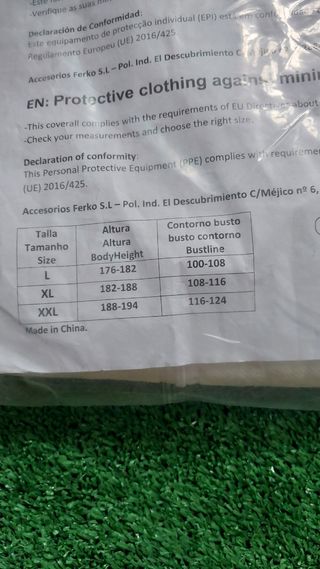 -Verifique as suas
Declaración de Conformidad:
Este equipamento de protecção individual (EPI) está em
Regulamento Europeu (UE) 2016/425.
Accesorios Ferko S.L – Pol. Ind. El Descubrimiento
EN: Protective clothing against
-This coverall complies with the requirements of EU about
-Check your measurements and choose the right size.
Declaration of conformity:
This Personal Protective Equipment (PPE) complies with
(UE) 2016/425.
Accesorios Ferko S.L – Pol. Ind. El Descubrimiento C/Méjico nº 6,
Talla Tamanho Size Altura Altura BodyHeight Contorno busto busto contorno Bustline
L 176-182 100-108
XL 182-188 108-116
XXL 188-194 116-124
Made in China.